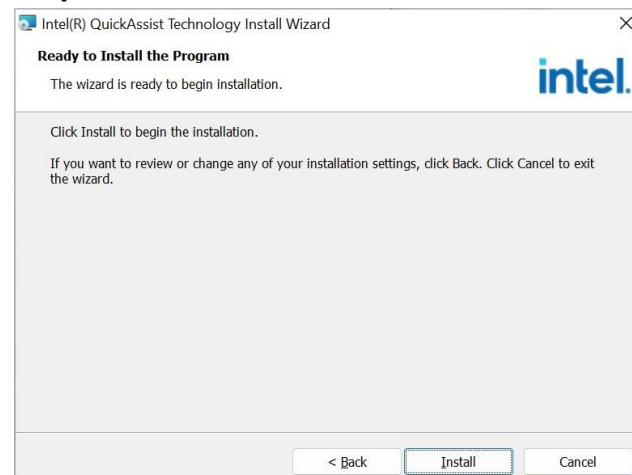 Intel(R) QuickAssist Technology Install Wizard
Ready to Install the Program
The wizard is ready to begin installation.
intel.
Click Install to begin the installation.
If you want to review or change any of your installation settings, click Back. Click Cancel to exit
the wizard.
< Back Install Cancel